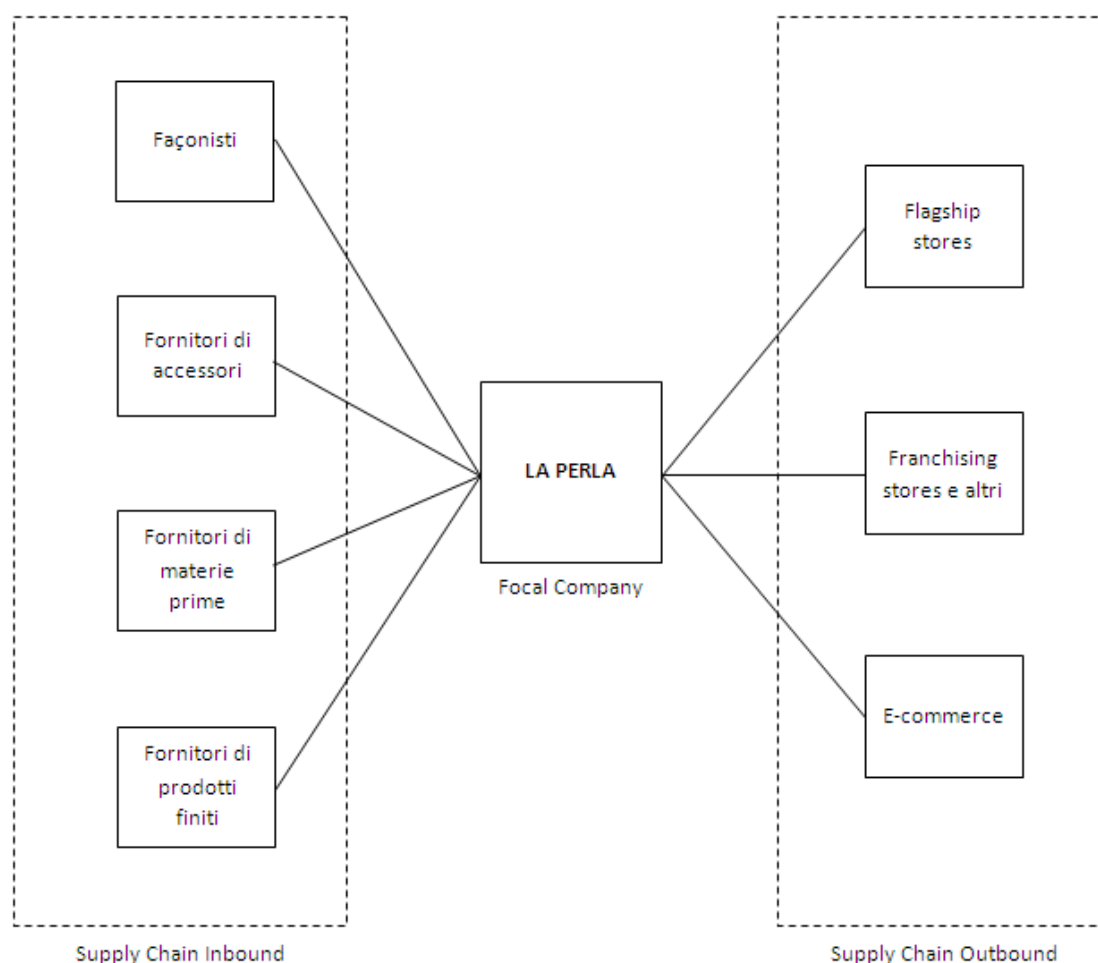 Façonisti
Fornitori di
accessori
Fornitori di
materie
prime
Fornitori di
prodotti
finiti
Supply Chain Inbound
LA PERLA
Focal Company
Flagship
stores
Franchising
stores e altri
E-commerce
Supply Chain Outbound